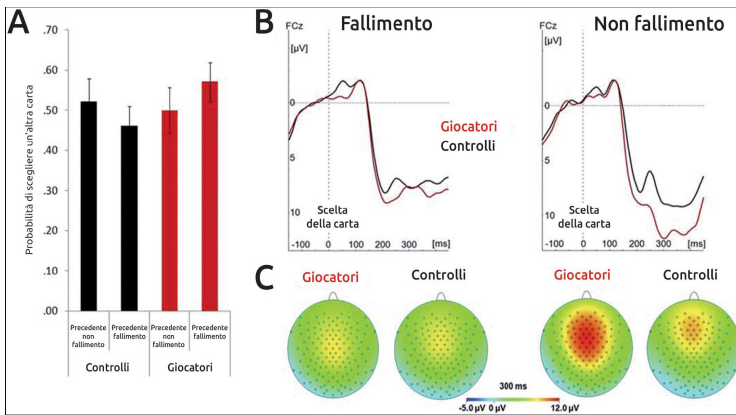 A
Probabilità di scegliere un'altra carta
.70
.60
.50
.40
.30
.20
.10
.00
Precedente
non
fallimento
Precedente
fallimento
Precedente
non
fallimento
Precedente
fallimento
Controlli
Giocatori
B
Fallimento
FCz
[µV]
0
5
10
Giocatori
Controlli
Scelta
della carta
-100 0 100 200 300 [ms]
Non fallimento
FCz
[µV]
0
5
10
Scelta
della carta
-100 0 100 200 300 [ms]
C
Giocatori
Controlli
Giocatori
Controlli
300 ms
-5.0 µV 0 µV 12.0 µV